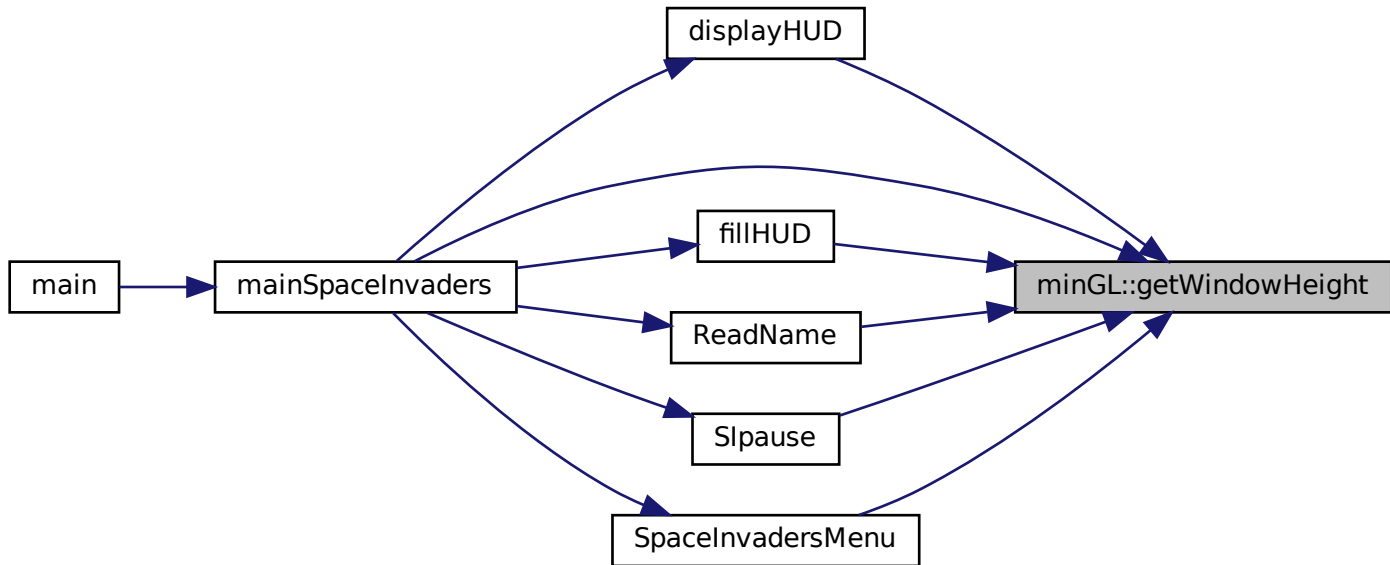 displayHUD
fillHUD
main
mainSpaceInvaders
minGL::getWindowHeight
ReadName
SIpause
SpaceInvadersMenu